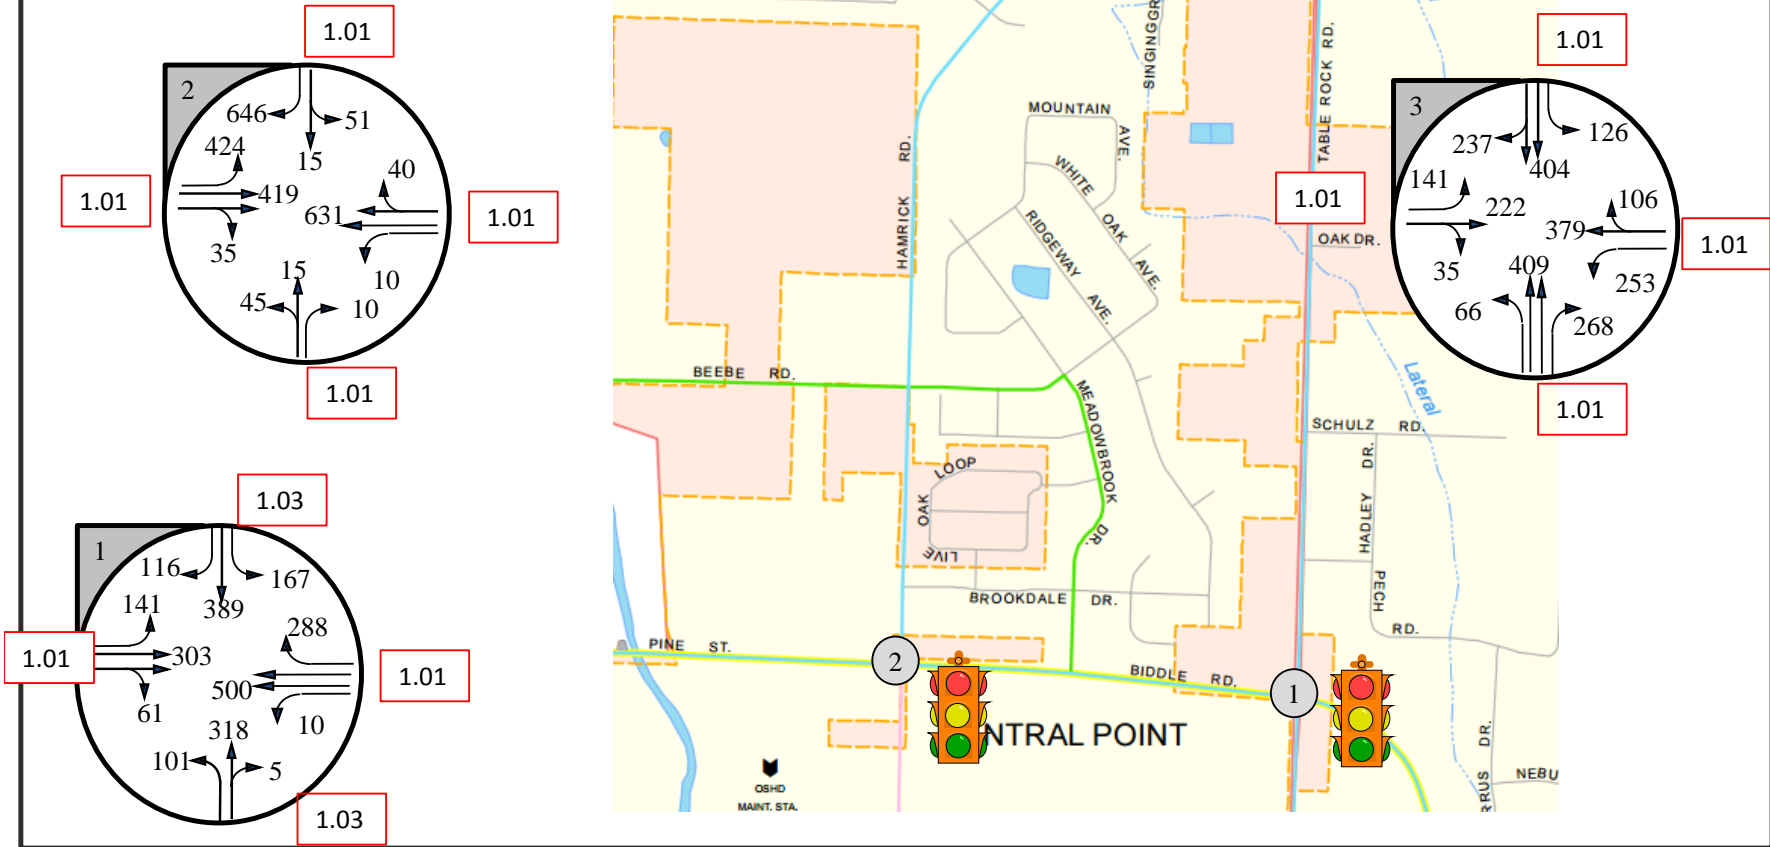 1.01
2
646
51
424
15
40
419
1.01
631
1.01
35
15
10
45
10
1.01
1.03
1
116
167
141
389
288
1.01
303
1.01
500
61
10
318
101
5
1.03
SINGINGGR
MOUNTAIN
AVE.
HAMRICK RD.
WHITE OAK AVE.
RIDGEWAY AVE.
TABLE ROCK RD.
1.01
OAK DR.
BEEBE RD.
MEADOWBROOK DR.
Lateral
SCHULZ RD.
HADLEY DR.
LIVE OAK LOOP
BROOKDALE DR.
PECH RD.
PINE ST.
2
BIDDLE RD.
1
NTRAL POINT
OSHD
MAINT. STA.
RRUS DR.
NEBU
1.01
3
237
126
404
141
222
106
379
1.01
35
409
253
66
268
1.01